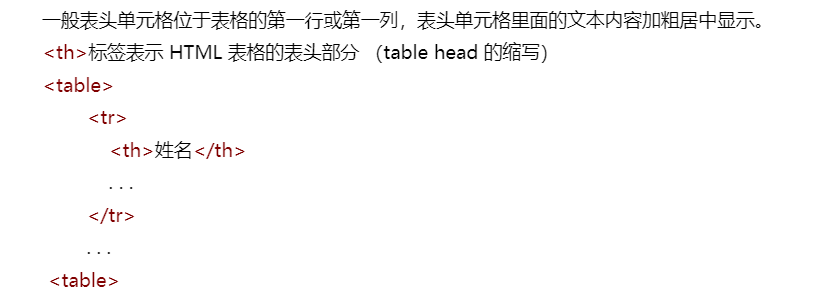 一般表头单元格位于表格的第一行或第一列，表头单元格里面的文本内容加粗居中显示。
<th>标签表示 HTML 表格的表头部分 （table head 的缩写）
<table>
<tr>
<th>姓名</th>
...
</tr>
...
<table>